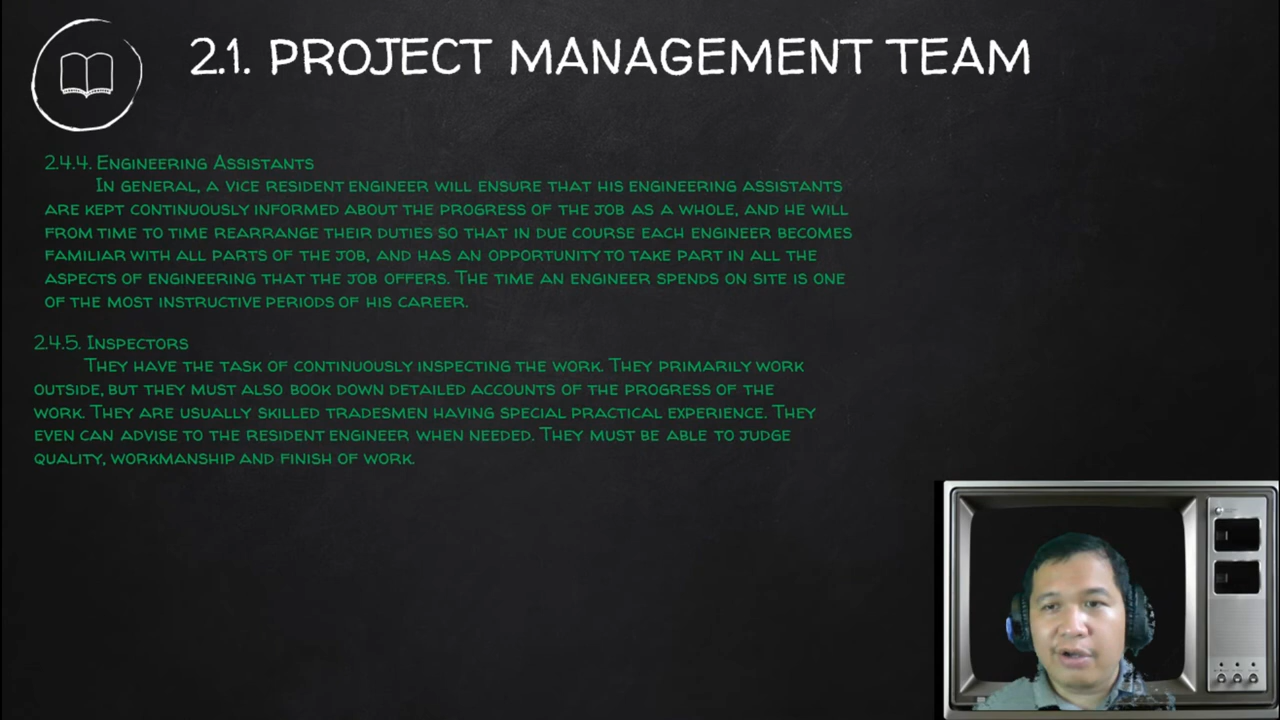 2.1. PROJECT MANAGEMENT TEAM
2.4.4. ENGINEERING ASSISTANTS
IN GENERAL, A VICE RESIDENT ENGINEER WILL ENSURE THAT HIS ENGINEERING ASSISTANTS
ARE KEPT CONTINUOUSLY INFORMED ABOUT THE PROGRESS OF THE JOB AS A WHOLE, AND HE WILL
FROM TIME TO TIME REARRANGE THEIR DUTIES SO THAT IN DUE COURSE EACH ENGINEER BECOMES
FAMILIAR WITH ALL PARTS OF THE JOB, AND HAS AN OPPORTUNITY TO TAKE PART IN ALL THE
ASPECTS OF ENGINEERING THAT THE JOB OFFERS. THE TIME AN ENGINEER SPENDS ON SITE IS ONE
OF THE MOST INSTRUCTIVE PERIODS OF HIS CAREER.
2.4.5. INSPECTORS
THEY HAVE THE TASK OF CONTINUOUSLY INSPECTING THE WORK. THEY PRIMARILY WORK
OUTSIDE, BUT THEY MUST ALSO BOOK DOWN DETAILED ACCOUNTS OF THE PROGRESS OF THE
WORK. THEY ARE USUALLY SKILLED TRADESMEN HAVING SPECIAL PRACTICAL EXPERIENCE. THEY
EVEN CAN ADVISE TO THE RESIDENT ENGINEER WHEN NEEDED. THEY MUST BE ABLE TO JUDGE
QUALITY, WORKMANSHIP AND FINISH OF WORK.